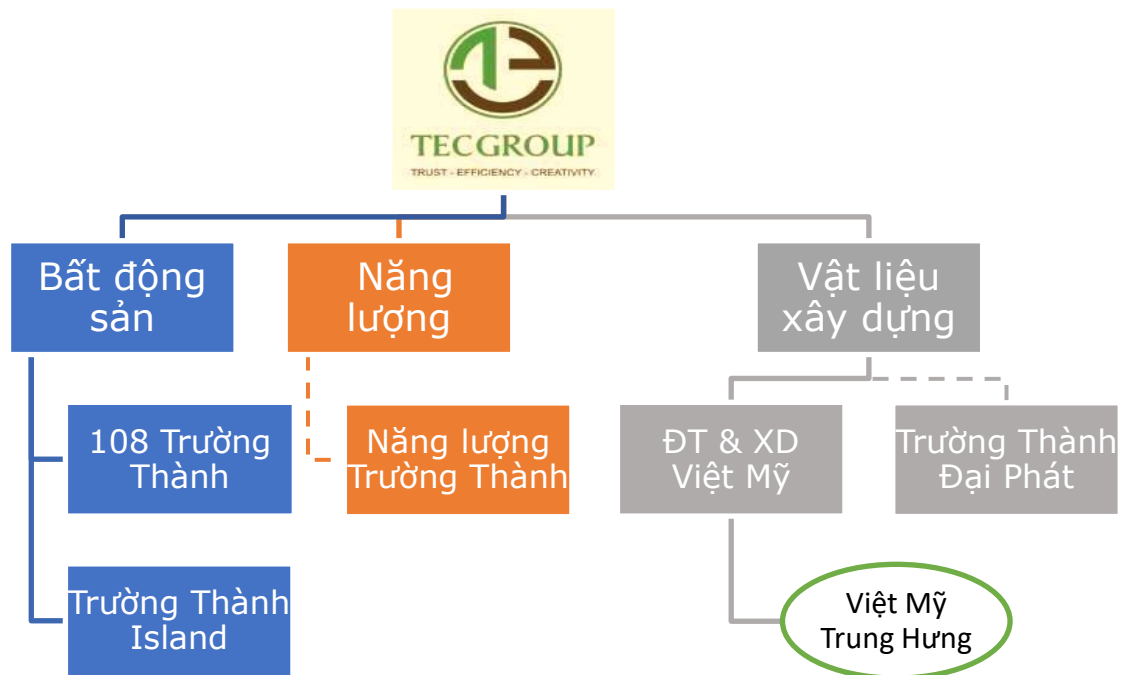 TECGROUP
TRUST - EFFICIENCY - CREATIVITY
Bất động
sản
Năng
lượng
Vật liệu
xây dựng
108 Trường
Thành
Năng lượng
Trường Thành
ĐT & XD
Việt Mỹ
Trường Thành
Đại Phát
Trường Thành
Island
Việt Mỹ
Trung Hưng